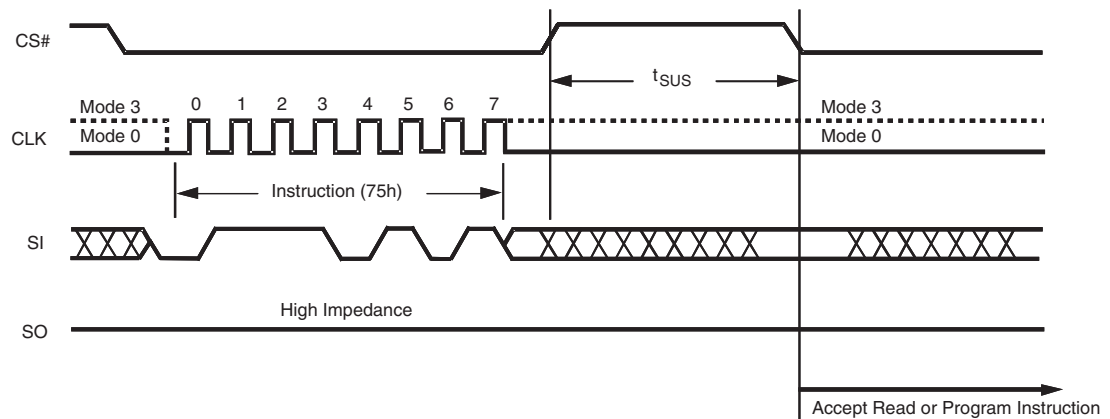 CS#
tSUS
Mode 3 0 1 2 3 4 5 6 7 Mode 3
CLK Mode 0 Mode 0
Instruction (75h)
SI
High Impedance
SO
Accept Read or Program Instruction